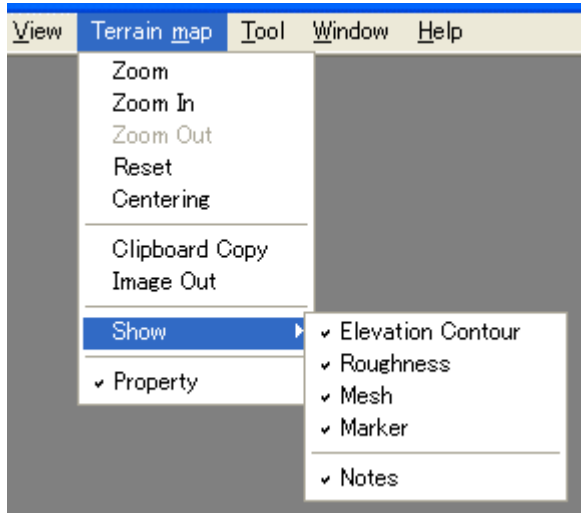 View Terrain map Tool Window Help
Zoom
Zoom In
Zoom Out
Reset
Centering
Clipboard Copy
Image Out
Show
Property
Elevation Contour
Roughness
Mesh
Marker
Notes